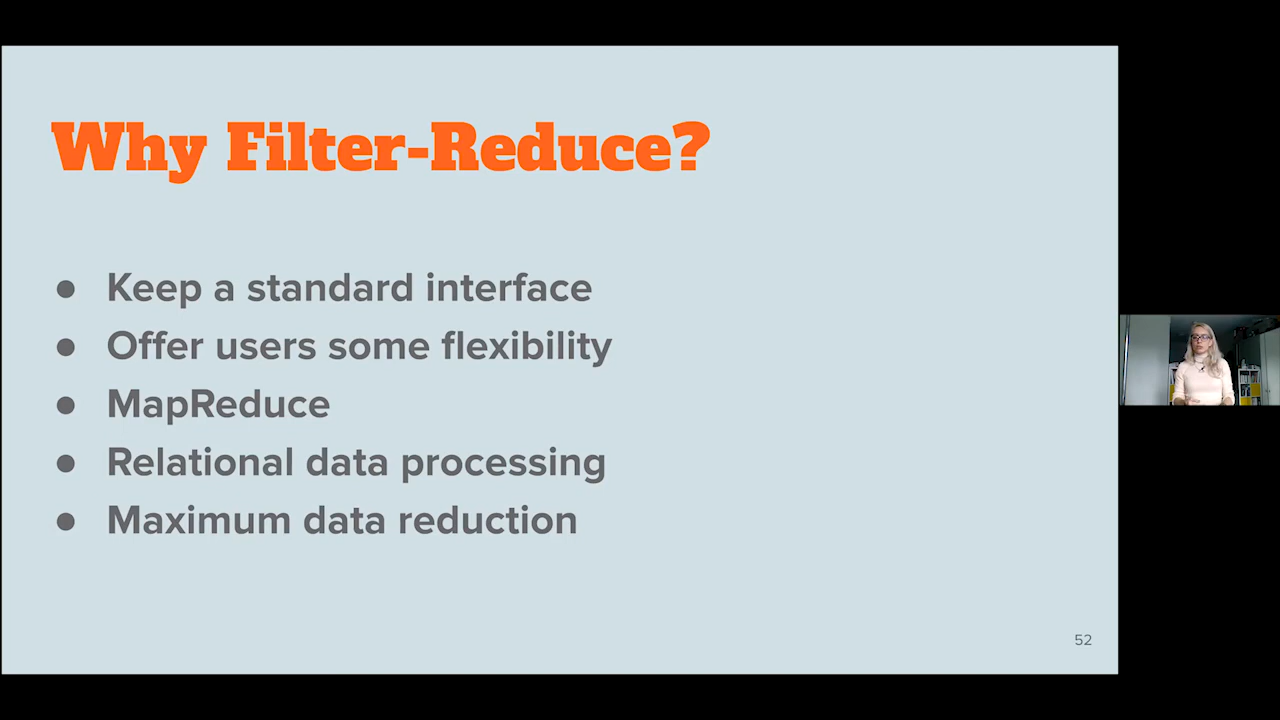 Why Filter-Reduce?
● Keep a standard interface
● Offer users some flexibility
● MapReduce
● Relational data processing
● Maximum data reduction
52